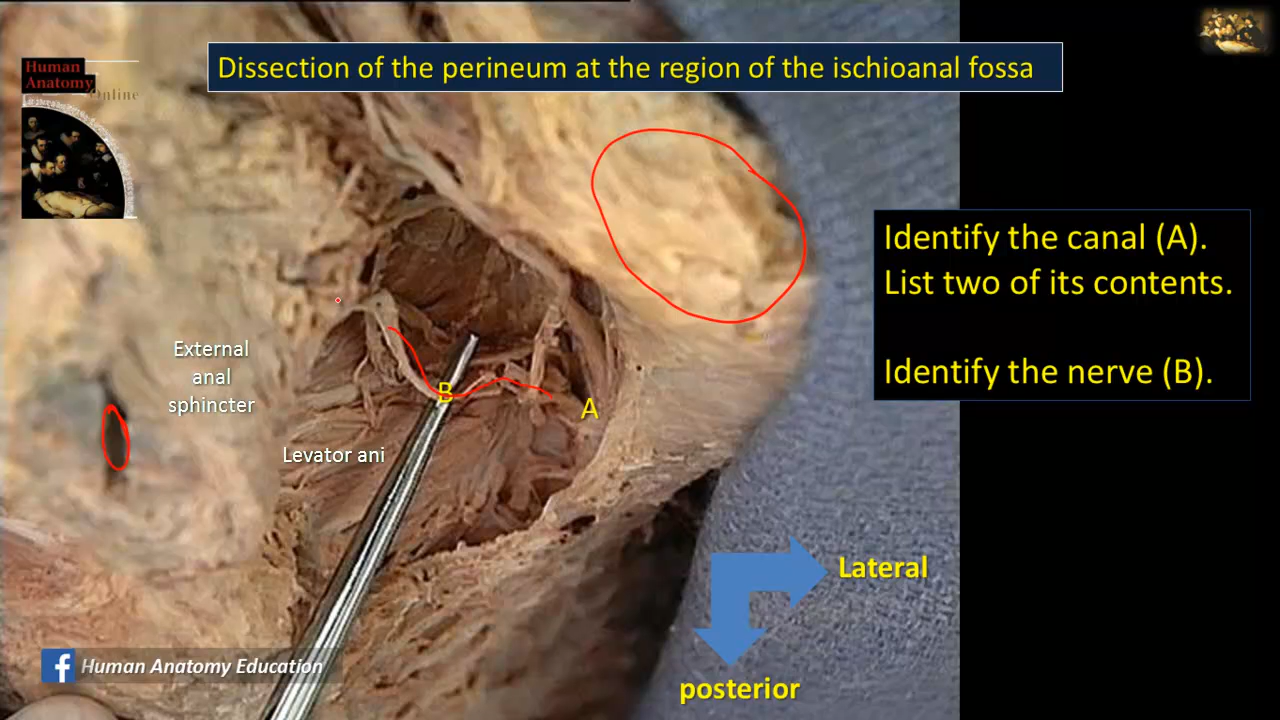 Dissection of the perineum at the region of the ischioanal fossa
Human
Anatomy
Online
Identify the canal (A).
List two of its contents.
Identify the nerve (B).
External
anal
sphincter
B
A
Levator ani
Lateral
posterior
f Human Anatomy Education